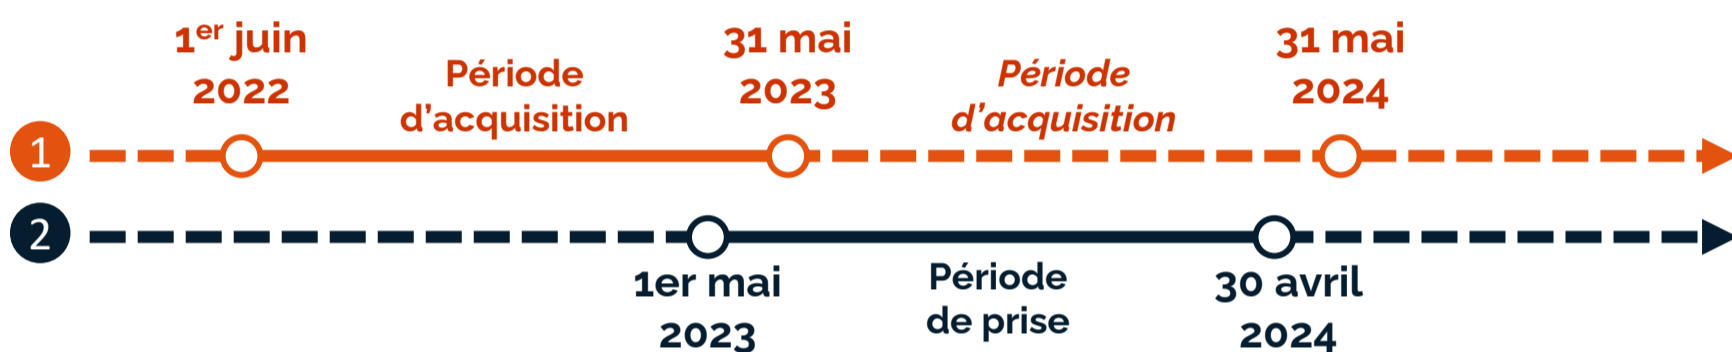 1er juin
2022
Période
d'acquisition
31 mai
2023
Période
d'acquisition
31 mai
2024
1
2
1er mai
2023
Période
de prise
30 avril
2024